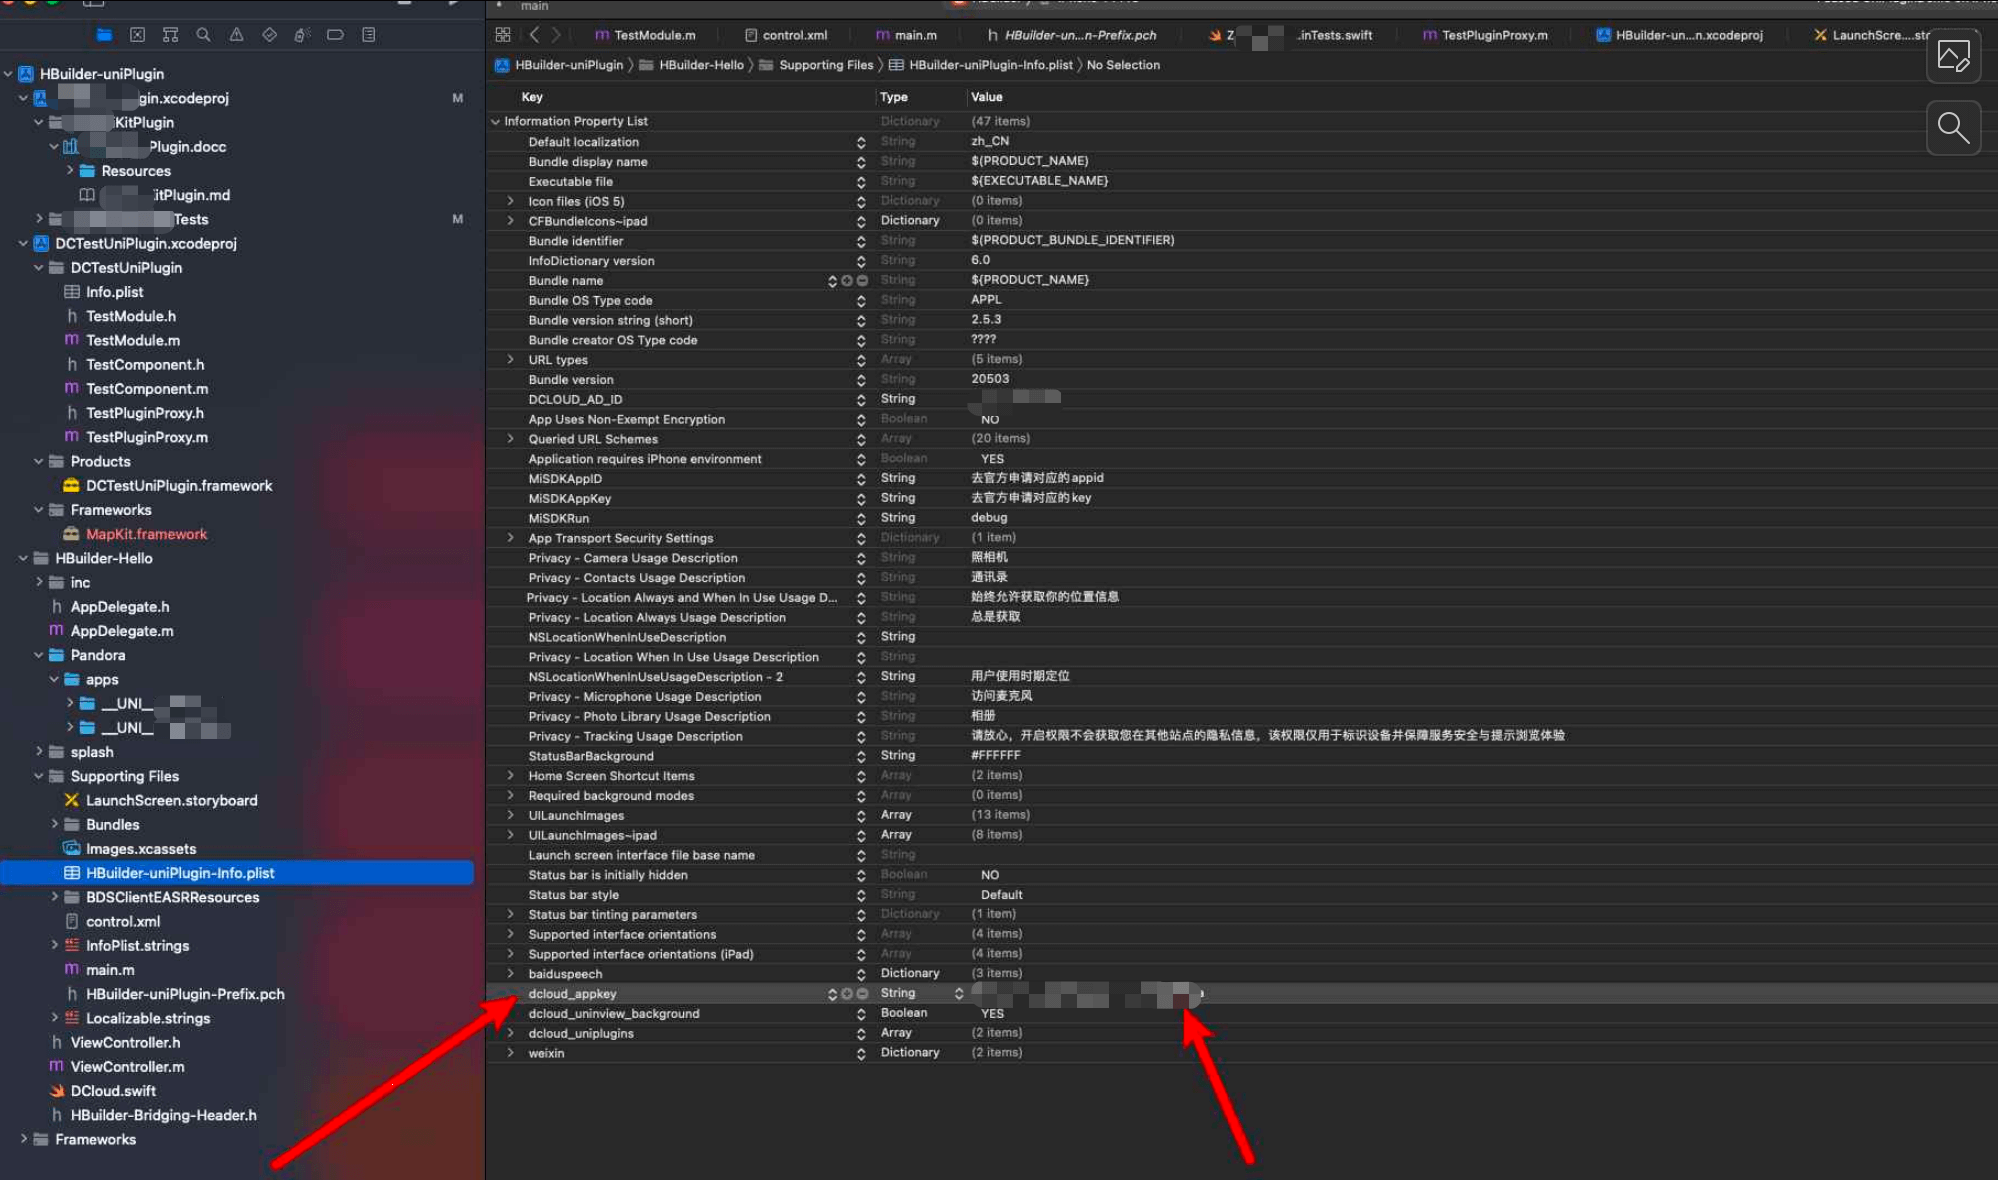 main
TestModule.m
control.xml
main.m
HBuilder-un...n-Prefix.pch
.inTests.swift
TestPluginProxy.m
HBuilder-un...n.xcodeproj
LaunchScre....sto
HBuilder-uniPlugin
HBuilder-Hello
Supporting Files
HBuilder-uniPlugin-Info.plist
No Selection
HBuilder-uniPlugin
gin.xcodeproj M
KitPlugin
Plugin.docc
Resources
itPlugin.md
Tests M
DCTestUniPlugin.xcodeproj
DCTestUniPlugin
Info.plist
TestModule.h
TestModule.m
TestComponent.h
TestComponent.m
TestPluginProxy.h
TestPluginProxy.m
Products
DCTestUniPlugin.framework
Frameworks
MapKit.framework
HBuilder-Hello
inc
AppDelegate.h
AppDelegate.m
Pandora
apps
__UNI__
__UNI__
splash
Supporting Files
LaunchScreen.storyboard
Bundles
Images.xcassets
HBuilder-uniPlugin-Info.plist
BDSClientEASRResources
control.xml
InfoPlist.strings
main.m
HBuilder-uniPlugin-Prefix.pch
Localizable.strings
ViewController.h
ViewController.m
DCloud.swift
HBuilder-Bridging-Header.h
Frameworks
Key Type Value
Information Property List Dictionary (47 items)
Default localization String zh_CN
Bundle display name String ${PRODUCT_NAME}
Executable file String ${EXECUTABLE_NAME}
Icon files (iOS 5) Dictionary (0 items)
CFBundleIcons~ipad Dictionary (0 items)
Bundle identifier String $(PRODUCT_BUNDLE_IDENTIFIER)
InfoDictionary version String 6.0
Bundle name String ${PRODUCT_NAME}
Bundle OS Type code String APPL
Bundle version string (short) String 2.5.3
Bundle creator OS Type code String ????
URL types Array (5 items)
Bundle version String 20503
DCLOUD_AD_ID String
App Uses Non-Exempt Encryption Boolean NO
Queried URL Schemes Array (20 items)
Application requires iPhone environment Boolean YES
MiSDKAppID String 去官方申请对应的appid
MiSDKAppKey String 去官方申请对应的key
MiSDKRun String debug
App Transport Security Settings Dictionary (1 item)
Privacy - Camera Usage Description String 照相机
Privacy - Contacts Usage Description String 通讯录
Privacy - Location Always and When In Use Usage D... String 始终允许获取你的位置信息
Privacy - Location Always Usage Description String 总是获取
NSLocationWhenInUseDescription String
Privacy - Location When In Use Usage Description String
NSLocationWhenInUseUsageDescription - 2 String 用户使用时期定位
Privacy - Microphone Usage Description String 访问麦克风
Privacy - Photo Library Usage Description String 相册
Privacy - Tracking Usage Description String 请放心，开启权限不会获取您在其他站点的隐私信息，该权限仅用于标识设备并保障服务安全与提示浏览体验
StatusBarBackground String #FFFFFF
Home Screen Shortcut Items Array (2 items)
Required background modes Array (0 items)
UILaunchImages Array (13 items)
UILaunchImages~ipad Array (8 items)
Launch screen interface file base name String
Status bar is initially hidden Boolean NO
Status bar style String Default
Status bar tinting parameters Dictionary (1 item)
Supported interface orientations Array (4 items)
Supported interface orientations (iPad) Array (4 items)
baiduspeech Dictionary (3 items)
dcloud_appkey String
dcloud_uninview_background Boolean YES
dcloud_uniplugins Array (2 items)
weixin Dictionary (2 items)